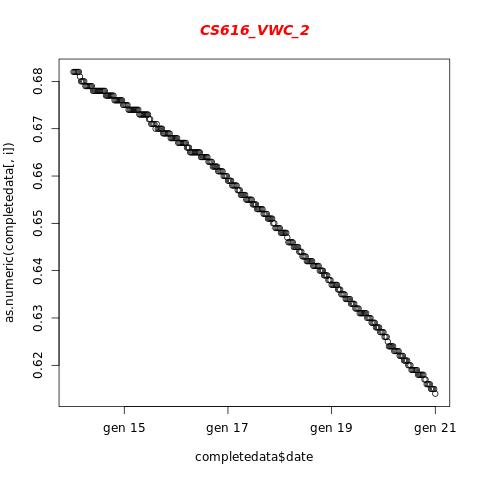 CS616_VWC_2
as.numeric(completedata[, i])
0.68
0.67
0.66
0.65
0.64
0.63
0.62
gen 15
gen 17
gen 19
gen 21
completedata$date